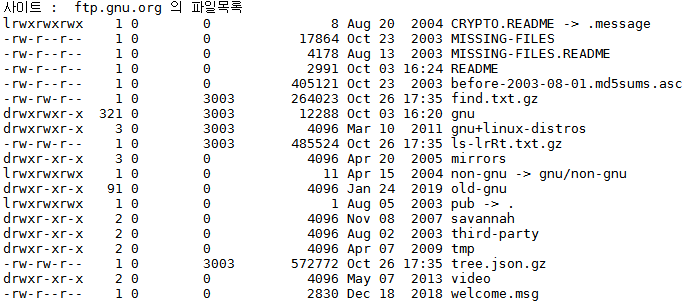 사이트 :  ftp.gnu.org 의 파일목록
lrwxrwxrwx    1 0        0               8 Aug 20  2004 CRYPTO.README -> .message
-rw-r--r--    1 0        0           17864 Oct 23  2003 MISSING-FILES
-rw-r--r--    1 0        0            4178 Aug 13  2003 MISSING-FILES.README
-rw-r--r--    1 0        0            2991 Oct 03 16:24 README
-rw-r--r--    1 0        0          405121 Oct 23  2003 before-2003-08-01.md5sums.asc
-rw-rw-r--    1 0        3003       264023 Oct 26 17:35 find.txt.gz
drwxrwxr-x  321 0        3003        12288 Oct 03 16:20 gnu
drwxrwxr-x    3 0        3003         4096 Mar 10  2011 gnu+linux-distros
-rw-rw-r--    1 0        3003       485524 Oct 26 17:35 ls-lrRt.txt.gz
drwxr-xr-x    3 0        0            4096 Apr 20  2005 mirrors
lrwxrwxrwx    1 0        0              11 Apr 15  2004 non-gnu -> gnu/non-gnu
drwxr-xr-x   91 0        0            4096 Jan 24  2019 old-gnu
lrwxrwxrwx    1 0        0               1 Aug 05  2003 pub -> .
drwxr-xr-x    2 0        0            4096 Nov 08  2007 savannah
drwxr-xr-x    2 0        0            4096 Aug 02  2003 third-party
drwxr-xr-x    2 0        0            4096 Apr 07  2009 tmp
-rw-rw-r--    1 0        3003       572772 Oct 26 17:35 tree.json.gz
drwxr-xr-x    2 0        0            4096 May 07  2013 video
-rw-r--r--    1 0        0            2830 Dec 18  2018 welcome.msg